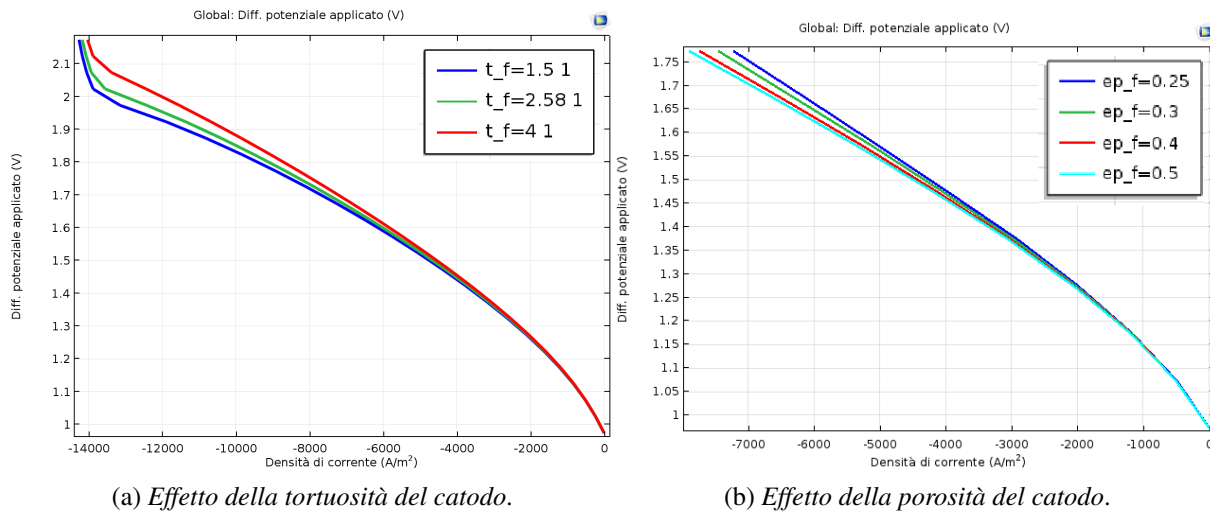 Global: Diff. potenziale applicato (V)
Diff. potenziale applicato (V)
2.1
2
1.9
1.8
1.7
1.6
1.5
1.4
1.3
1.2
1.1
1
t_f=1.5 1
t_f=2.58 1
t_f=4 1
-14000 -12000 -10000 -8000 -6000 -4000 -2000 0
Densità di corrente (A/m²)
(a) Effetto della tortuosità del catodo.
Global: Diff. potenziale applicato (V)
Diff. potenziale applicato (V)
1.75
1.7
1.65
1.6
1.55
1.5
1.45
1.4
1.35
1.3
1.25
1.2
1.15
1.1
1.05
1
ep_f=0.25
ep_f=0.3
ep_f=0.4
ep_f=0.5
-7000 -6000 -5000 -4000 -3000 -2000 -1000 0
Densità di corrente (A/m²)
(b) Effetto della porosità del catodo.